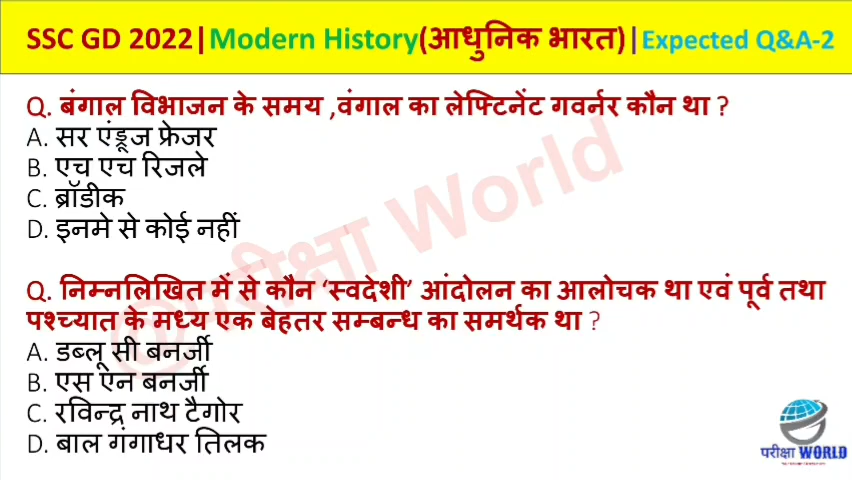 SSC GD 2022|Modern History(आधुनिक भारत)|Expected Q&A-2
Q. बंगाल विभाजन के समय ,वंगाल का लेफ्टिनेंट गवर्नर कौन था ?
A. सर एंड्रूज फ्रेजर
B. एच एच रिजले
C. ब्रॉडीक
D. इनमे से कोई नहीं
Q. निम्नलिखित में से कौन ‘स्वदेशी’ आंदोलन का आलोचक था एवं पूर्व तथा
पश्च्यात के मध्य एक बेहतर सम्बन्ध का समर्थक था ?
A. डब्लू सी बनर्जी
B. एस ऐन बनर्जी
C. रविन्द्र नाथ टैगोर
D. बाल गंगाधर तिलक
@परीक्षा World
परीक्षा WORLD